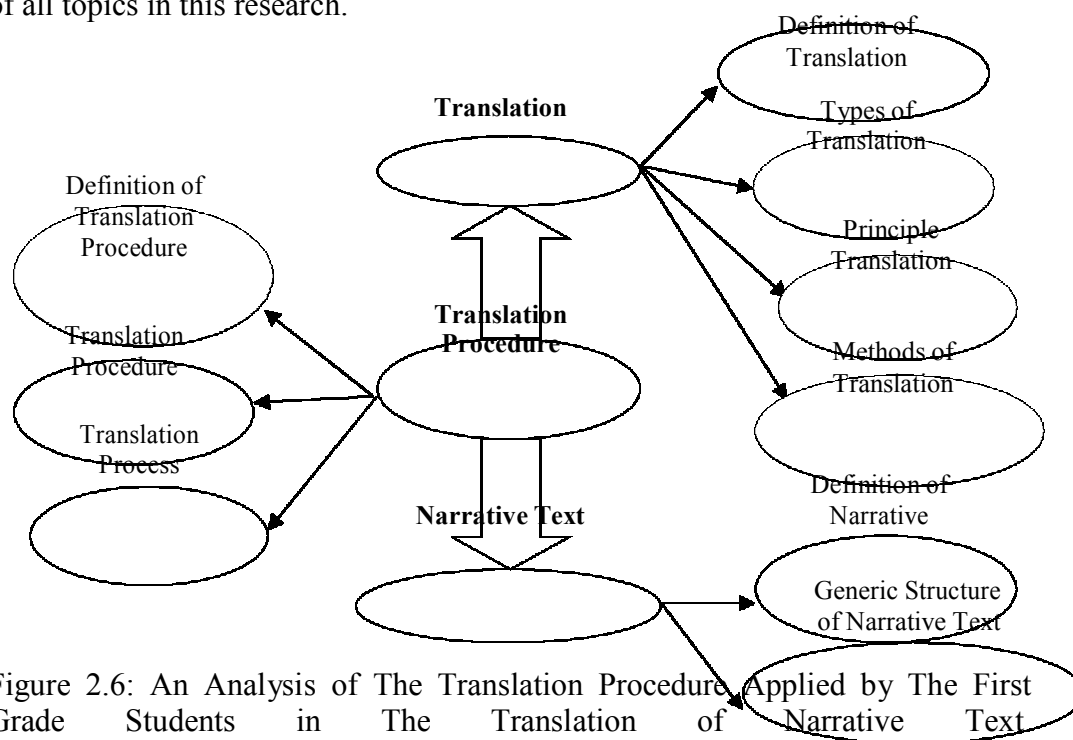 of all topics in this research.
Definition of
Translation
Translation
Types of
Translation
Definition of
Translation
Procedure
Principle
Translation
Translation
Procedure
Translation
Procedure
Methods of
Translation
Translation
Process
Narrative Text
Definition of
Narrative
Generic Structure
of Narrative Text
Figure 2.6: An Analysis of The Translation Procedure Applied by The First
Grade Students in The Translation of Narrative Text